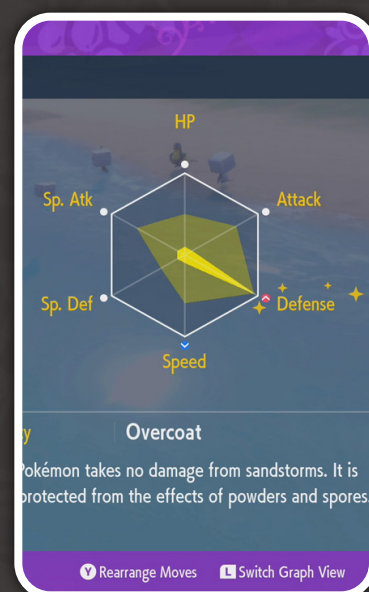 HP
Sp. Atk
Attack
Sp. Def
Defense
Speed
y
Overcoat
Pokémon takes no damage from sandstorms. It is
protected from the effects of powders and spores.
Y Rearrange Moves L Switch Graph View